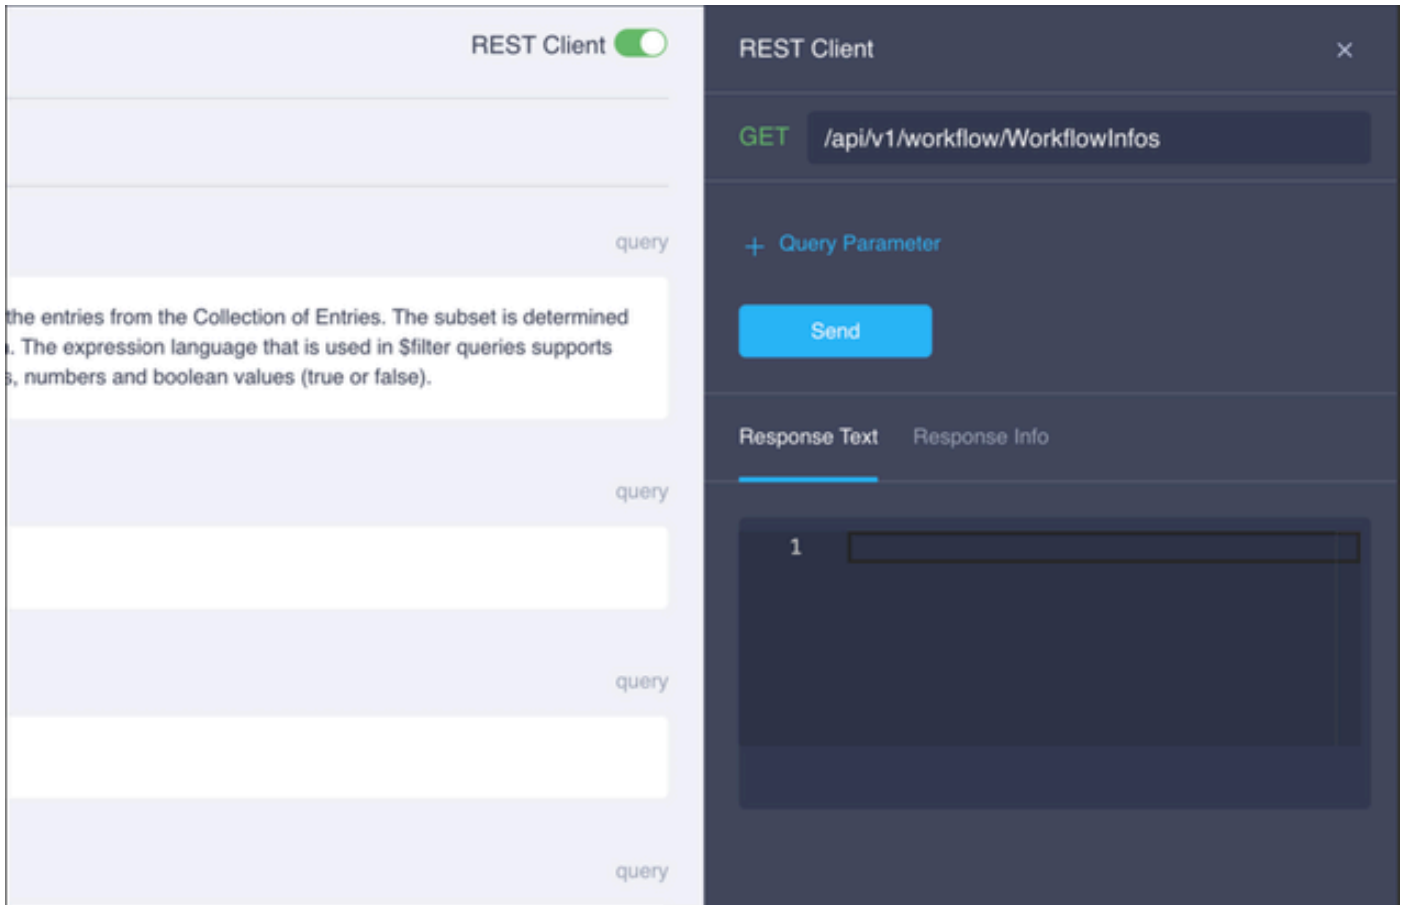 REST Client
query
the entries from the Collection of Entries. The subset is determined
. The expression language that is used in $filter queries supports
s, numbers and boolean values (true or false).
query
query
query
REST Client
GET /api/v1/workflow/WorkflowInfos
+ Query Parameter
Send
Response Text Response Info
1